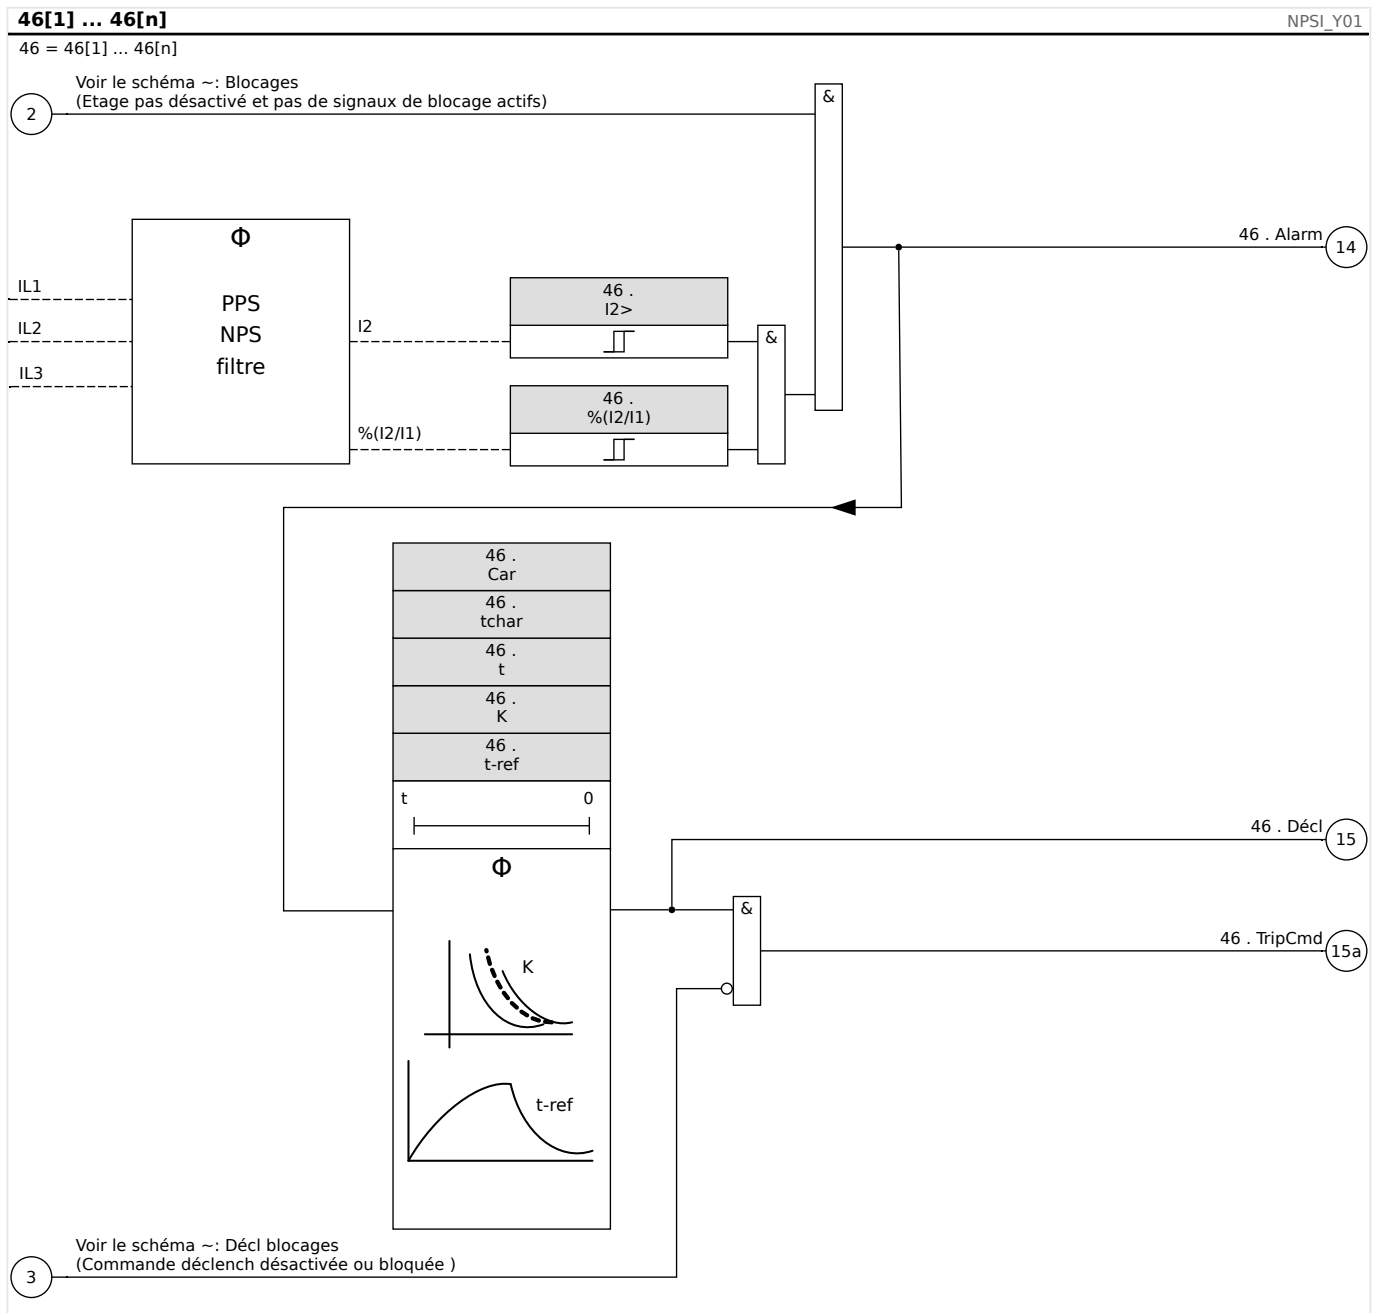 46[1] ... 46[n]
NPSI_Y01
46 = 46[1] ... 46[n]
Voir le schéma ~: Blocages
(Etage pas désactivé et pas de signaux de blocage actifs)
2
&
Φ
PPS
NPS
filtre
IL1
IL2
IL3
I2
%(I2/I1)
46 .
I2>
46 .
%(I2/I1)
&
46 . Alarm
14
46 .
Car
46 .
tchar
46 .
t
46 .
K
46 .
t-ref
t
0
Φ
K
t-ref
46 . Décl
15
&
46 . TripCmd
15a
Voir le schéma ~: Décl blocages
(Commande déclench désactivée ou bloquée )
3